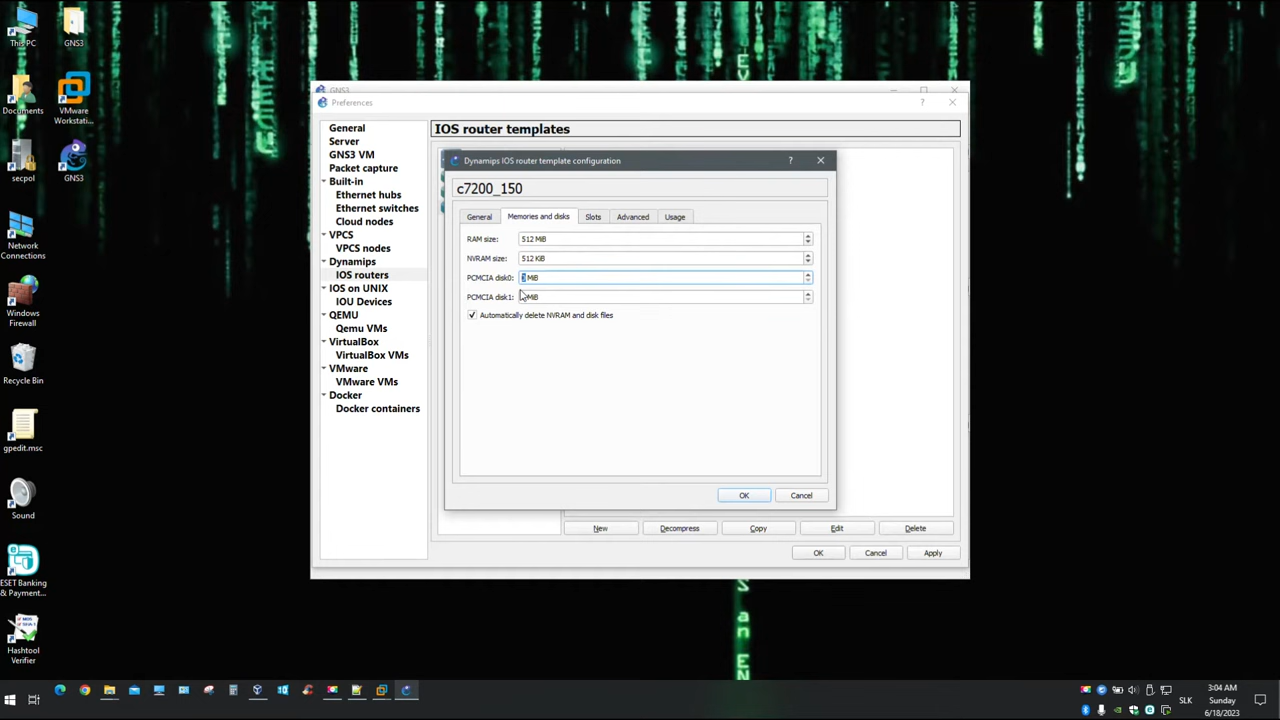 This PC
GNS3
Documents
VMware
Workstati...
secpol
GNS3
Network
Connections
Windows
Firewall
Recycle Bin
gpedit.msc
Sound
ESET Banking
& Payment...
Hashtool
Verifier
GNS3
Preferences
General
Server
GNS3 VM
Packet capture
Built-in
Ethernet hubs
Ethernet switches
Cloud nodes
VPCS
VPCS nodes
Dynamips
IOS routers
IOS on UNIX
IOU Devices
QEMU
Qemu VMs
VirtualBox
VirtualBox VMs
VMware
VMware VMs
Docker
Docker containers
IOS router templates
Dynamips IOS router template configuration
c7200_150
General Memories and disks Slots Advanced Usage
RAM size: 512 MiB
NVRAM size: 512 KiB
PCMCIA disk0: MiB
PCMCIA disk1: MiB
Automatically delete NVRAM and disk files
OK Cancel
New Decompress Copy Edit Delete
OK Cancel Apply
SLK
3:04 AM
Sunday
6/18/2023